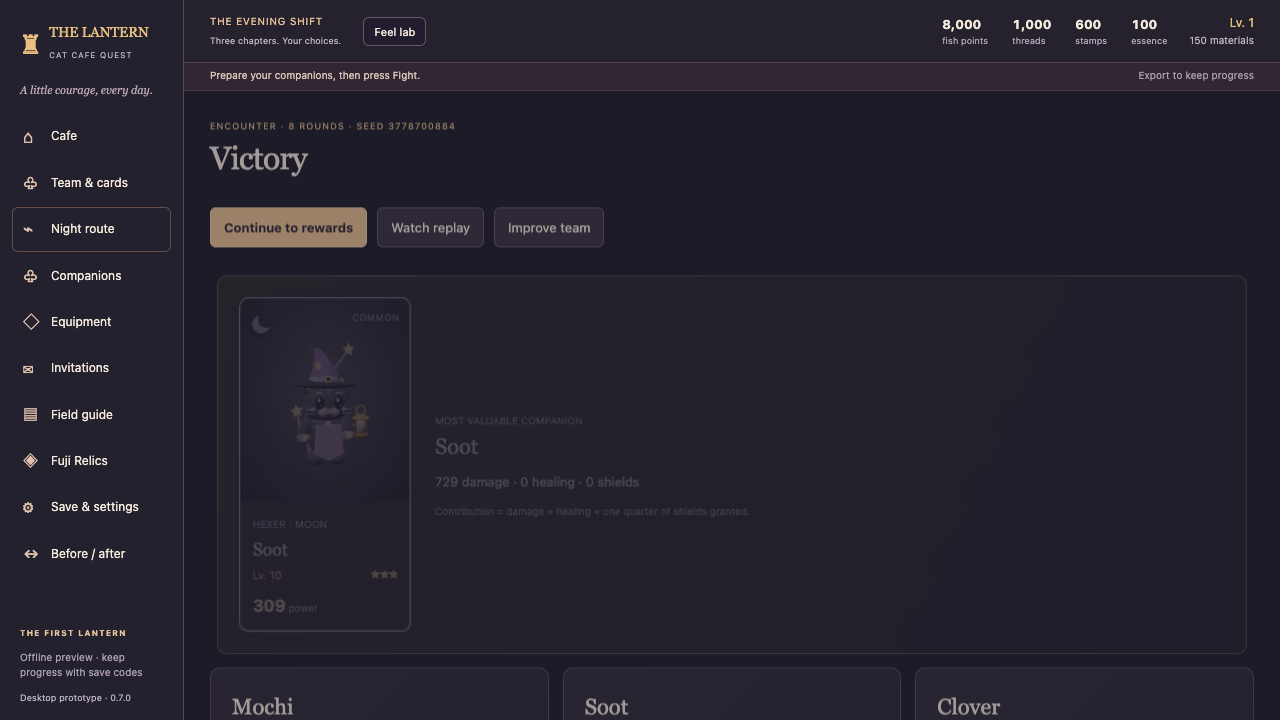 THE LANTERN
CAT CAFE QUEST
A little courage, every day.
Cafe
Team & cards
Night route
Companions
Equipment
Invitations
Field guide
Fuji Relics
Save & settings
Before / after
THE FIRST LANTERN
Offline preview · keep
progress with save codes
Desktop prototype · 0.7.0
THE EVENING SHIFT
Three chapters. Your choices.
Feel lab
8,000
fish points
1,000
threads
600
stamps
100
essence
Lv. 1
150 materials
Prepare your companions, then press Fight.
Export to keep progress
ENCOUNTER · 8 ROUNDS · SEED 3778700884
Victory
Continue to rewards
Watch replay
Improve team
COMMON
HEXER · MOON
Soot
Lv. 10
★★★
309 power
MOST VALUABLE COMPANION
Soot
729 damage · 0 healing · 0 shields
Contribution = damage + healing + one quarter of shields granted.
Mochi
Soot
Clover